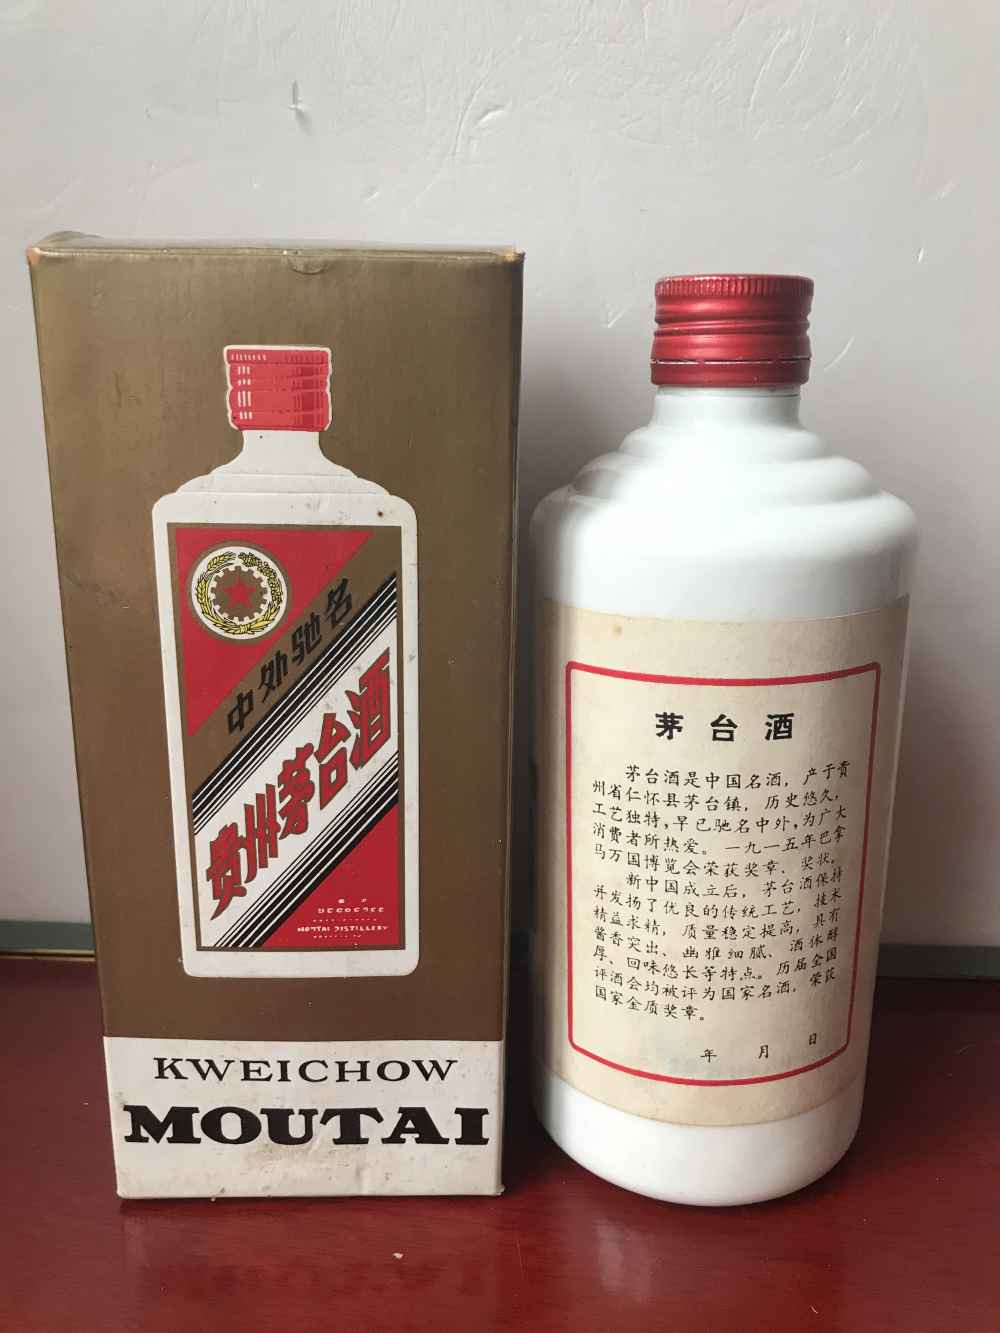 中外驰名
贵州茅台酒
MOUTAI DISTILLERY
KWEICHOW
MOUTAI
茅台酒
茅台酒是中国名酒，产于贵
州省仁怀县茅台镇，历史悠久，
工艺独特，早已驰名中外，为广大
消费者所热爱。一九一五年巴拿
马万国博览会荣获奖章、奖状。
新中国成立后，茅台酒保持
并发扬了优良的传统工艺，技术
精益求精，质量稳定提高，具有
酱香突出、幽雅细腻、酒体醇
厚、回味悠长等特点。历届全国
评酒会均被评为国家名酒，荣获
国家金质奖章。
年 月 日